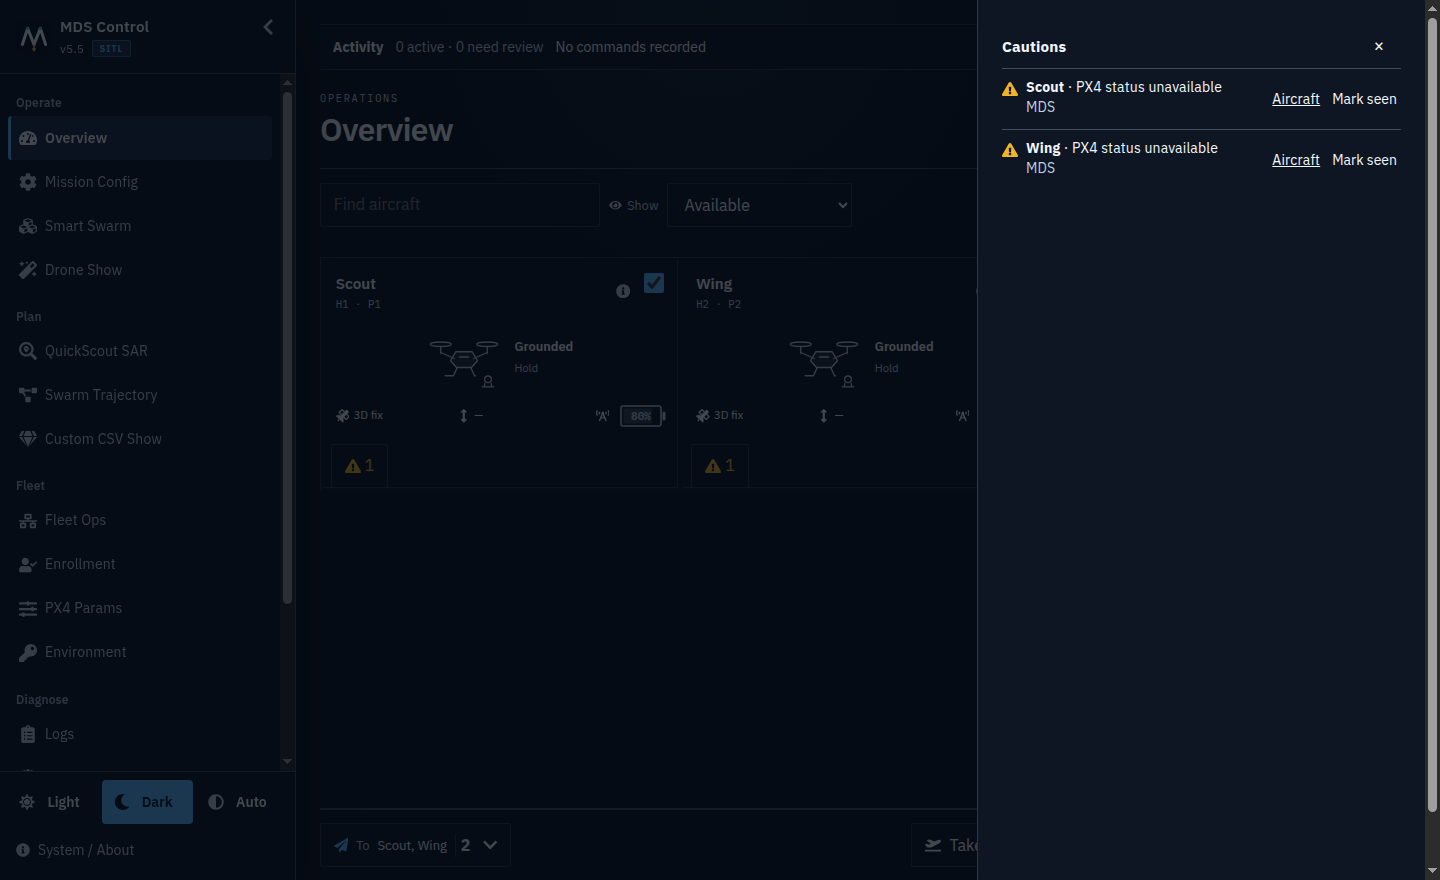 MDS Control
v5.5 SITL
Operate
Overview
Mission Config
Smart Swarm
Drone Show
Plan
QuickScout SAR
Swarm Trajectory
Custom CSV Show
Fleet
Fleet Ops
Enrollment
PX4 Params
Environment
Diagnose
Logs
Light Dark Auto
System / About
Activity 0 active · 0 need review No commands recorded
OPERATIONS
Overview
Find aircraft Show Available
Scout
H1 · P1
Grounded
Hold
3D fix — 80%
1
Wing
H2 · P2
Grounded
Hold
3D fix —
1
To Scout, Wing 2
Take
Cautions ×
Scout · PX4 status unavailable
MDS
Aircraft Mark seen
Wing · PX4 status unavailable
MDS
Aircraft Mark seen